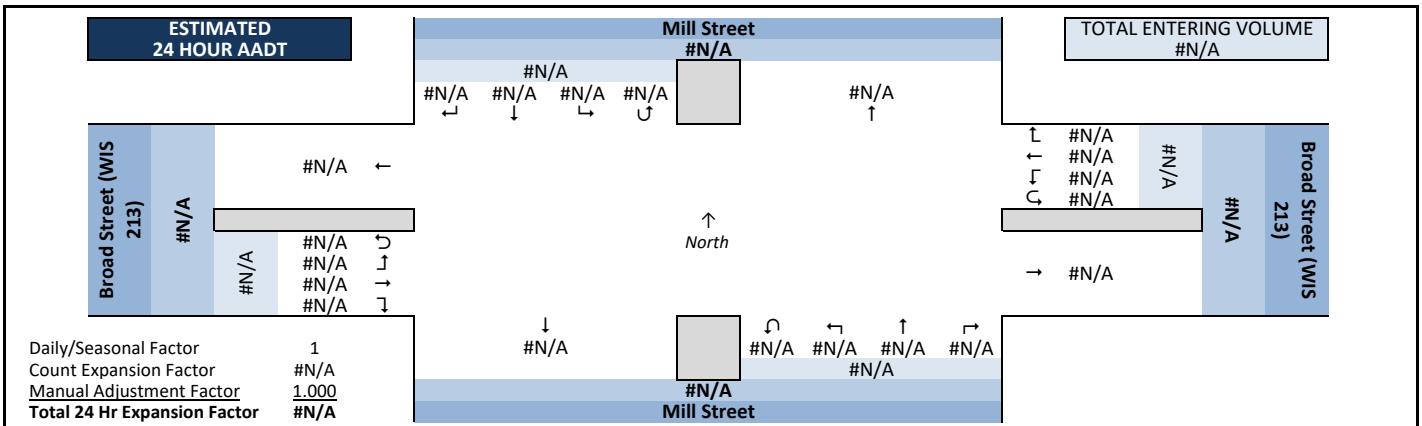 ESTIMATED
24 HOUR AADT
Mill Street
#N/A
TOTAL ENTERING VOLUME
#N/A
#N/A
#N/A #N/A #N/A #N/A
↵ ↓ ↳ ↺
#N/A
↑
Broad Street (WIS
213)
#N/A
#N/A ←
#N/A ⮌
#N/A ↑
#N/A →
#N/A ↴
#N/A
↑
North
↰ #N/A
← #N/A
↲ #N/A
⮎ #N/A
#N/A
→ #N/A
#N/A
Broad Street (WIS
213)
↓
#N/A
↶ ↰ ↑ ↱
#N/A #N/A #N/A #N/A
#N/A
#N/A
Mill Street
Daily/Seasonal Factor 1
Count Expansion Factor #N/A
Manual Adjustment Factor 1.000
Total 24 Hr Expansion Factor #N/A